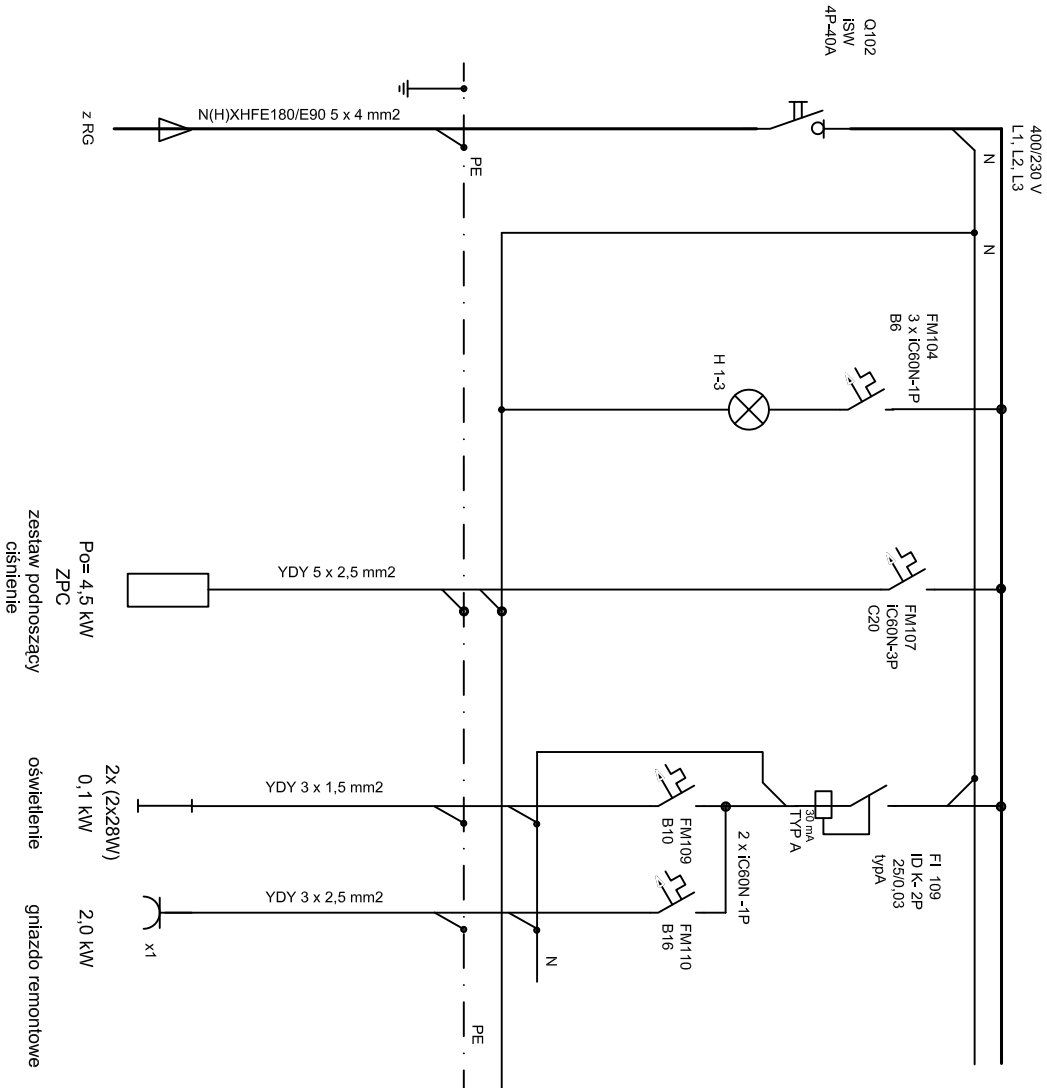 400/230 V
L1, L2, L3
Q102
iSW
4P-40A
N
N
N(H)XHFE180/E90 5 x 4 mm2
PE
z RG
FM104
3 x iC60N-1P
B6
H 1-3
FM107
iC60N-3P
C20
YDY 5 x 2,5 mm2
Po= 4,5 kW
ZPC
zestaw podnoszący
ciśnienie
FI 109
ID K- 2P
25/0,03
typA
30 mA
TYP A
2 x iC60N -1P
FM109
B10
YDY 3 x 1,5 mm2
2x (2x28W)
0,1 kW
oświetlenie
FM110
B16
YDY 3 x 2,5 mm2
N
PE
x1
2,0 kW
gniazdo remontowe